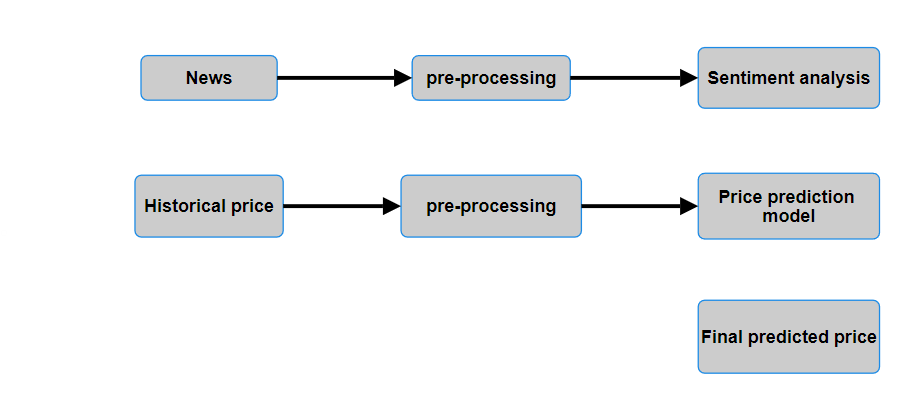 News
pre-processing
Sentiment analysis
Historical price
pre-processing
Price prediction
model
Final predicted price